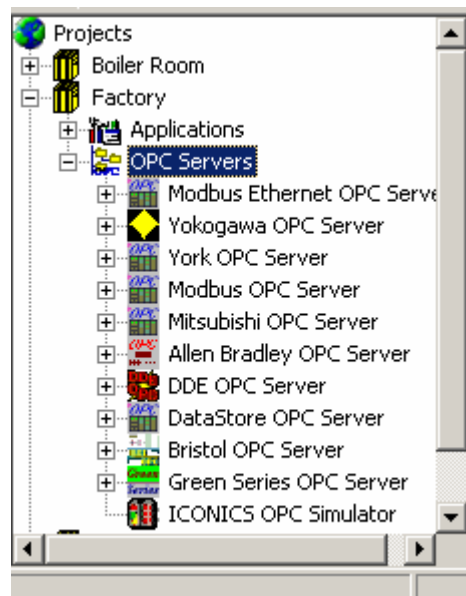 Projects
Boiler Room
Factory
Applications
OPC Servers
Modbus Ethernet OPC Serve
Yokogawa OPC Server
York OPC Server
Modbus OPC Server
Mitsubishi OPC Server
Allen Bradley OPC Server
DDE OPC Server
DataStore OPC Server
Bristol OPC Server
Green Series OPC Server
ICONICS OPC Simulator